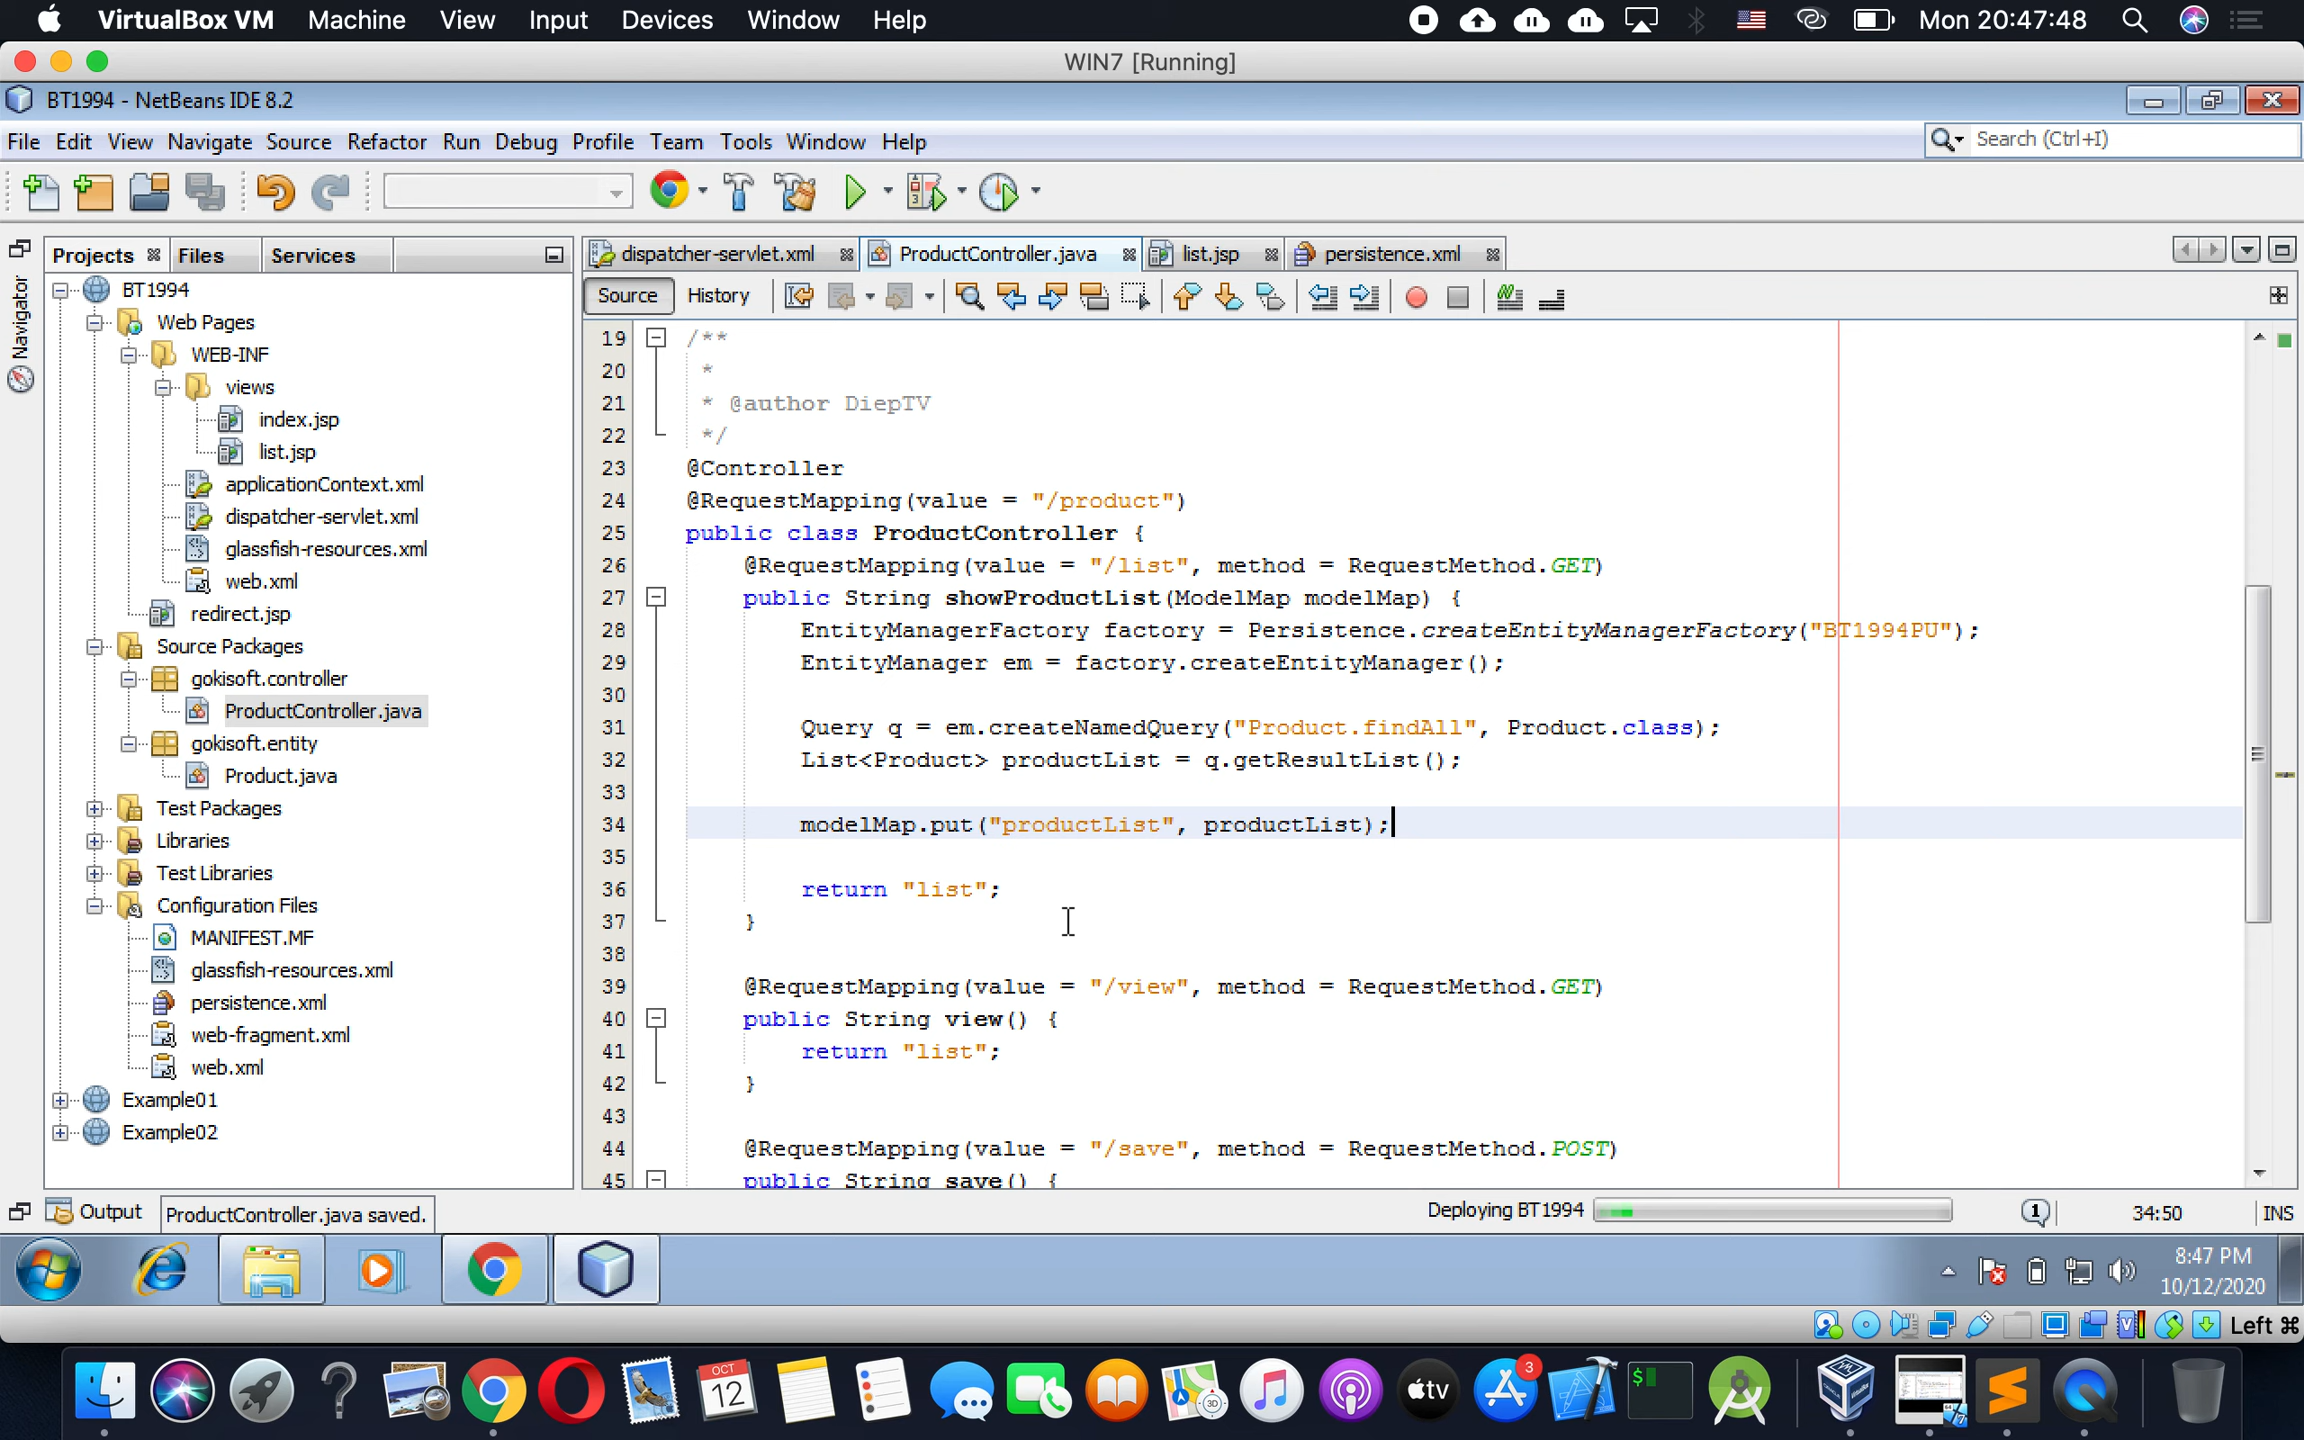 VirtualBox VM Machine View Input Devices Window Help Mon 20:47:48
WIN7 [Running]
BT1994 - NetBeans IDE 8.2
File Edit View Navigate Source Refactor Run Debug Profile Team Tools Window Help Search (Ctrl+I)
Projects Files Services
dispatcher-servlet.xml ProductController.java list.jsp persistence.xml
Source History
Navigator
BT1994
Web Pages
WEB-INF
views
index.jsp
list.jsp
applicationContext.xml
dispatcher-servlet.xml
glassfish-resources.xml
web.xml
redirect.jsp
Source Packages
gokisoft.controller
ProductController.java
gokisoft.entity
Product.java
Test Packages
Libraries
Test Libraries
Configuration Files
MANIFEST.MF
glassfish-resources.xml
persistence.xml
web-fragment.xml
web.xml
Example01
Example02
19 /**
20 *
21 * @author DiepTV
22 */
23 @Controller
24 @RequestMapping(value = "/product")
25 public class ProductController {
26 @RequestMapping(value = "/list", method = RequestMethod.GET)
27 public String showProductList(ModelMap modelMap) {
28 EntityManagerFactory factory = Persistence.createEntityManagerFactory("BT1994PU");
29 EntityManager em = factory.createEntityManager();
30
31 Query q = em.createNamedQuery("Product.findAll", Product.class);
32 List<Product> productList = q.getResultList();
33
34 modelMap.put("productList", productList);
35
36 return "list";
37 }
38
39 @RequestMapping(value = "/view", method = RequestMethod.GET)
40 public String view() {
41 return "list";
42 }
43
44 @RequestMapping(value = "/save", method = RequestMethod.POST)
45 public String save() {
Output ProductController.java saved. Deploying BT1994 1 34:50 INS
8:47 PM
10/12/2020
Left ⌘
OCT
12
3D
tv
3
$